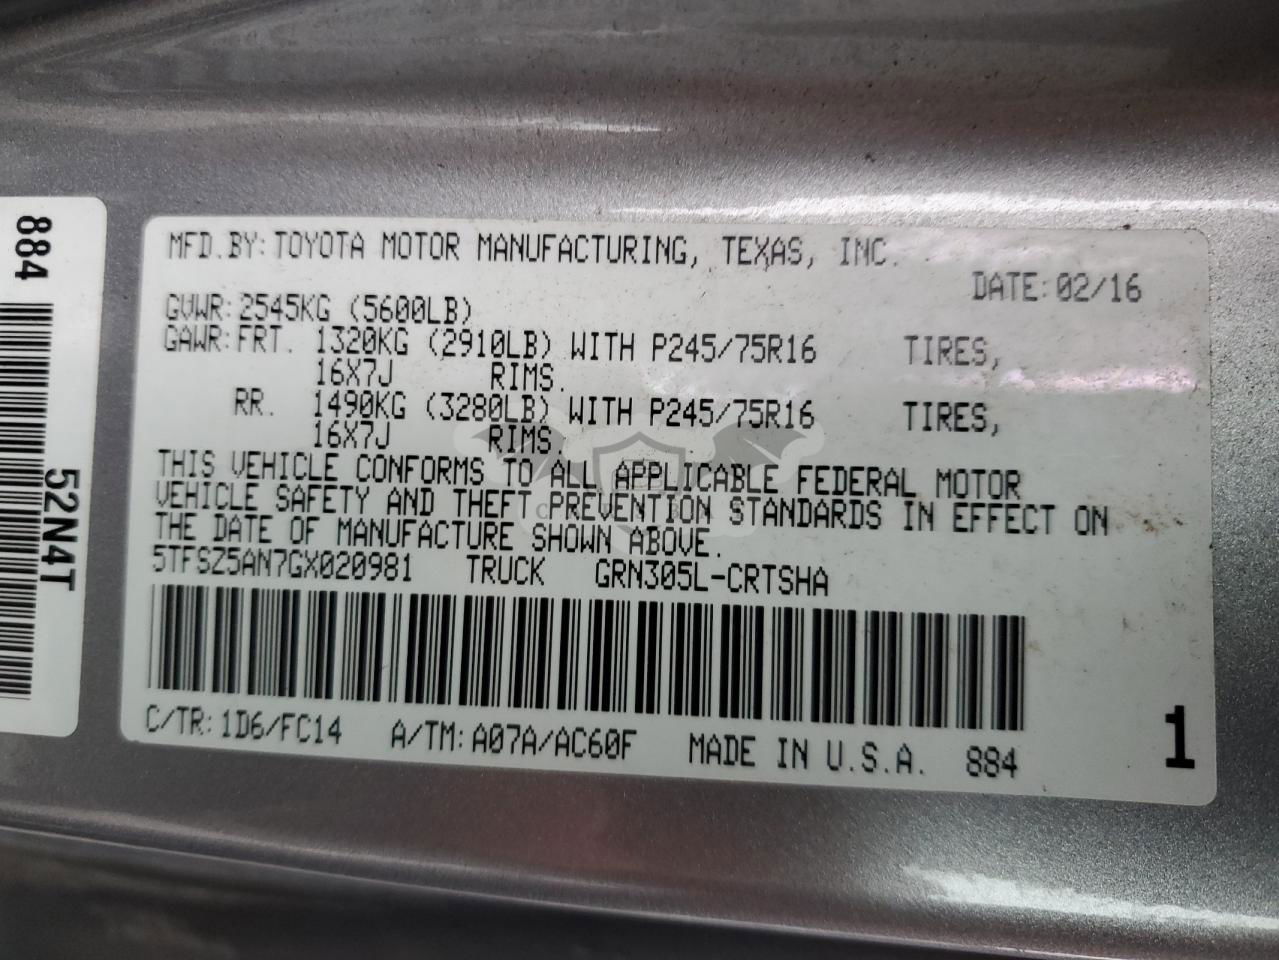 884
52N4T
MFD.BY: TOYOTA MOTOR MANUFACTURING, TEXAS, INC.
DATE: 02/16
GVWR: 2545KG (5600LB)
GAWR: FRT. 1320KG (2910LB) WITH P245/75R16 TIRES,
16X7J RIMS.
RR. 1490KG (3280LB) WITH P245/75R16 TIRES,
16X7J RIMS
THIS VEHICLE CONFORMS TO ALL APPLICABLE FEDERAL MOTOR
VEHICLE SAFETY AND THEFT PREVENTION STANDARDS IN EFFECT ON
THE DATE OF MANUFACTURE SHOWN ABOVE.
5TFSZ5AN7GX020981 TRUCK GRN305L-CRTSHA
C/TR: 1D6/FC14 A/TM: A07A/AC60F MADE IN U.S.A. 884
1